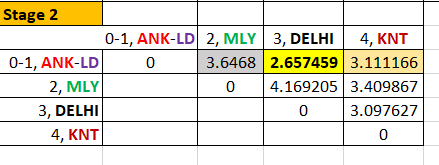 Stage 2
0-1, ANK-LD 2, MLY 3, DELHI 4, KNT
0-1, ANK-LD 0 3.6468 2.657459 3.111166
2, MLY 0 4.169205 3.409867
3, DELHI 0 3.097627
4, KNT 0